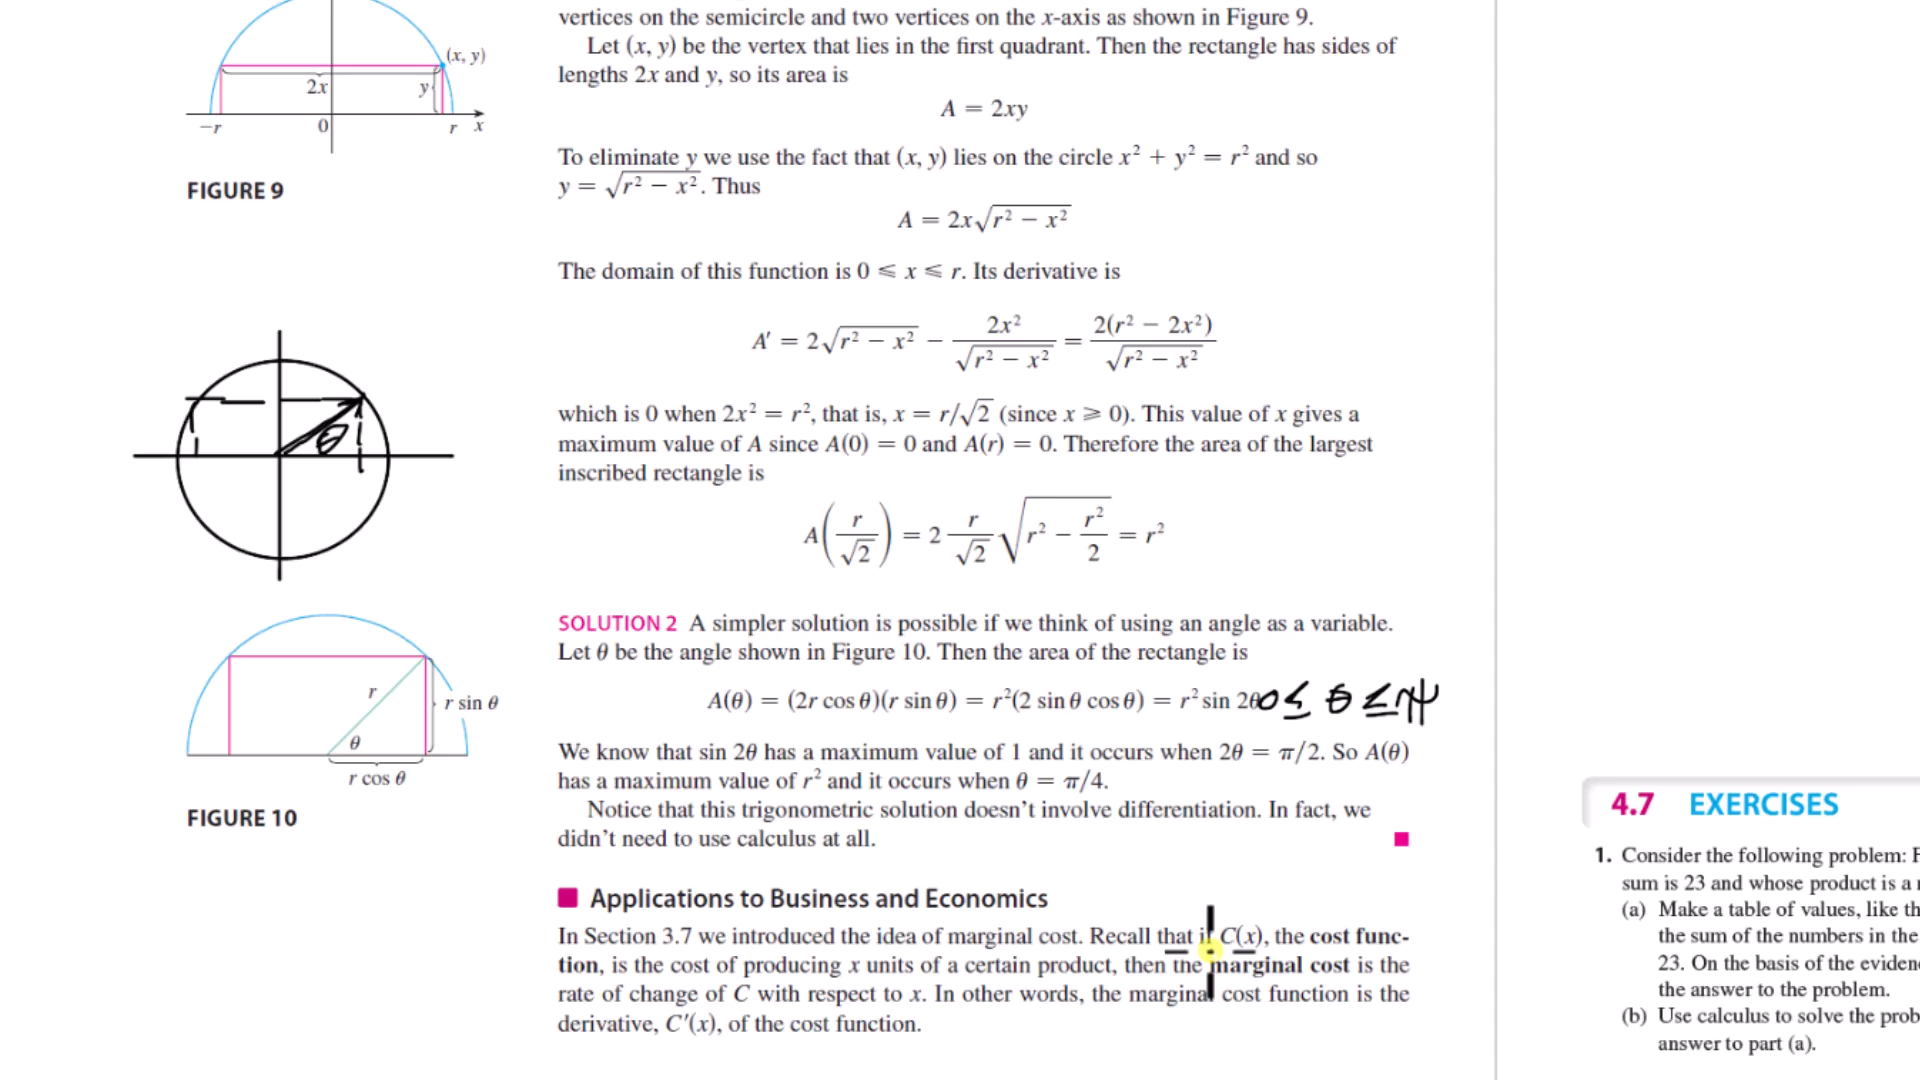 (x, y)
2x
y
−r 0 r x
FIGURE 9
θ
r
r sin θ
θ
r cos θ
FIGURE 10
vertices on the semicircle and two vertices on the x-axis as shown in Figure 9.
Let (x, y) be the vertex that lies in the first quadrant. Then the rectangle has sides of
lengths 2x and y, so its area is
A = 2xy
To eliminate y we use the fact that (x, y) lies on the circle x² + y² = r² and so
y = √(r² − x²). Thus
A = 2x√(r² − x²)
The domain of this function is 0 ≤ x ≤ r. Its derivative is
A′ = 2√(r² − x²) − 2x²/√(r² − x²) = 2(r² − 2x²)/√(r² − x²)
which is 0 when 2x² = r², that is, x = r/√2 (since x ≥ 0). This value of x gives a
maximum value of A since A(0) = 0 and A(r) = 0. Therefore the area of the largest
inscribed rectangle is
A(r/√2) = 2 r/√2 √(r² − r²/2) = r²
SOLUTION 2 A simpler solution is possible if we think of using an angle as a variable.
Let θ be the angle shown in Figure 10. Then the area of the rectangle is
A(θ) = (2r cos θ)(r sin θ) = r²(2 sin θ cos θ) = r² sin 2θ 0 ≤ θ ≤
We know that sin 2θ has a maximum value of 1 and it occurs when 2θ = π/2. So A(θ)
has a maximum value of r² and it occurs when θ = π/4.
Notice that this trigonometric solution doesn't involve differentiation. In fact, we
didn't need to use calculus at all.
Applications to Business and Economics
In Section 3.7 we introduced the idea of marginal cost. Recall that if C(x), the cost func-
tion, is the cost of producing x units of a certain product, then the marginal cost is the
rate of change of C with respect to x. In other words, the marginal cost function is the
derivative, C′(x), of the cost function.
4.7 EXERCISES
1. Consider the following problem:
sum is 23 and whose product is a
(a) Make a table of values, like
the sum of the numbers in the
23. On the basis of the
the answer to the problem.
(b) Use calculus to solve the
answer to part (a).